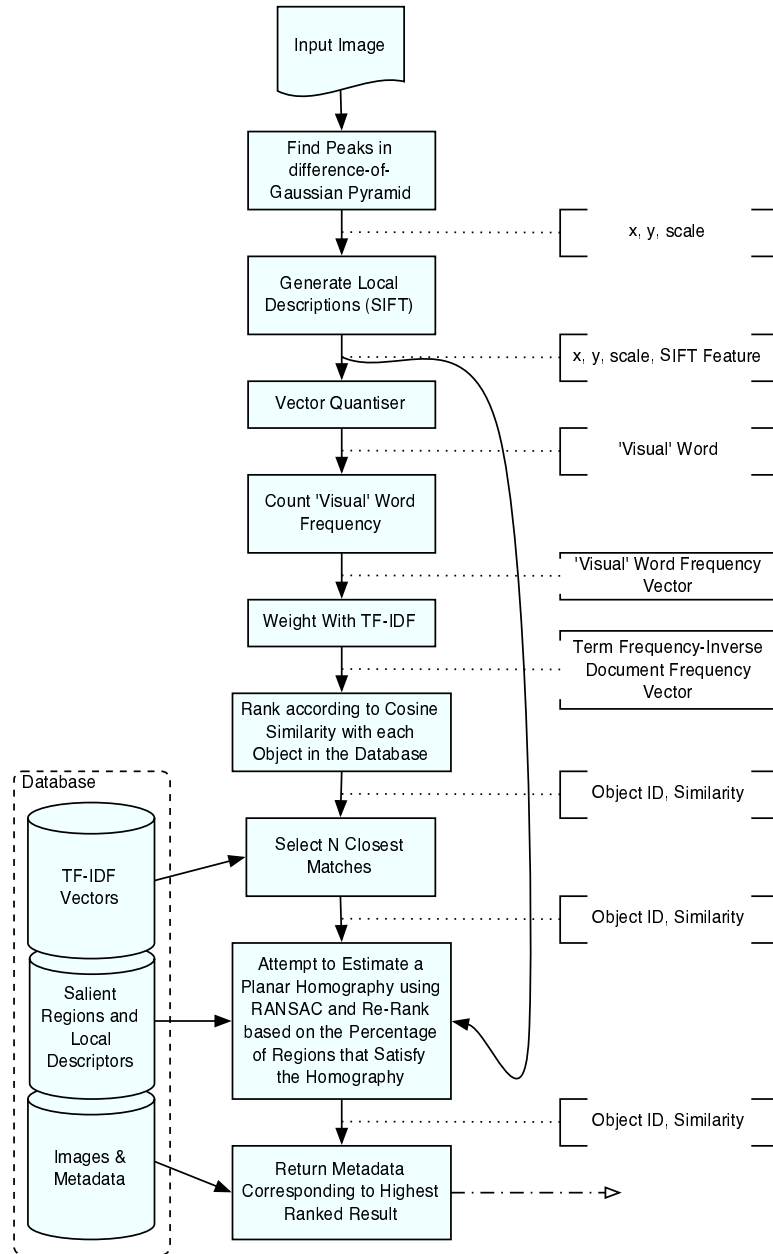 Input Image
Find Peaks in
difference-of-
Gaussian Pyramid
x, y, scale
Generate Local
Descriptions (SIFT)
x, y, scale, SIFT Feature
Vector Quantiser
'Visual' Word
Count 'Visual' Word
Frequency
'Visual' Word Frequency
Vector
Weight With TF-IDF
Term Frequency-Inverse
Document Frequency
Vector
Rank according to Cosine
Similarity with each
Object in the Database
Database
Object ID, Similarity
TF-IDF
Vectors
Select N Closest
Matches
Object ID, Similarity
Salient
Regions and
Local
Descriptors
Attempt to Estimate a
Planar Homography using
RANSAC and Re-Rank
based on the Percentage
of Regions that Satisfy
the Homography
Object ID, Similarity
Images &
Metadata
Return Metadata
Corresponding to Highest
Ranked Result